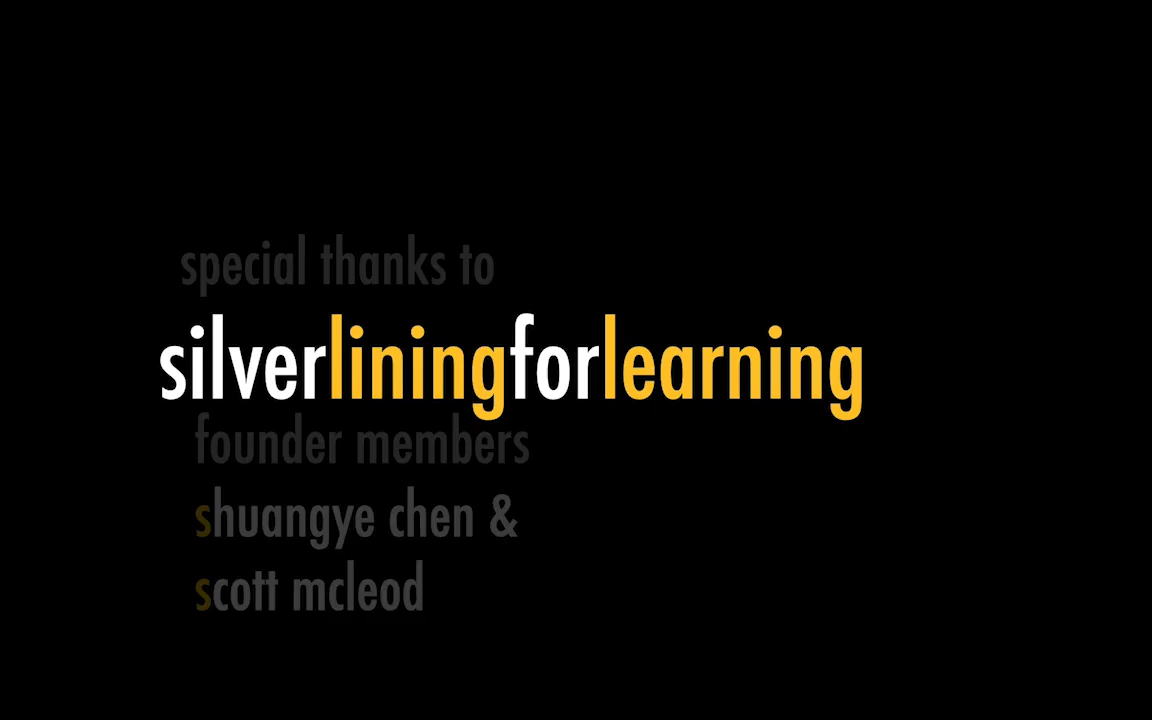 special thanks to
silverliningforlearning
founder members
shuangye chen &
scott mcleod